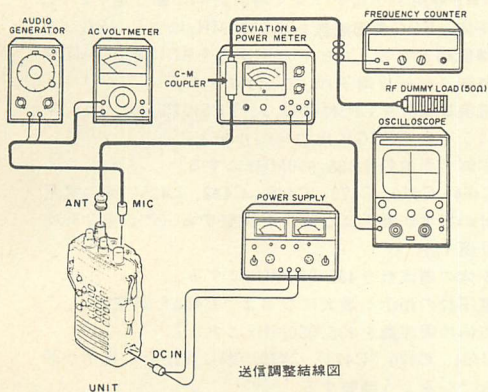 AUDIO
GENERATOR
AC VOLTMETER
DEVIATION &
POWER METER
FREQUENCY COUNTER
C-M
COUPLER
RF DUMMY LOAD (50Ω)
OSCILLOSCOPE
ANT
MIC
POWER SUPPLY
DC IN
送信調整結線図
UNIT